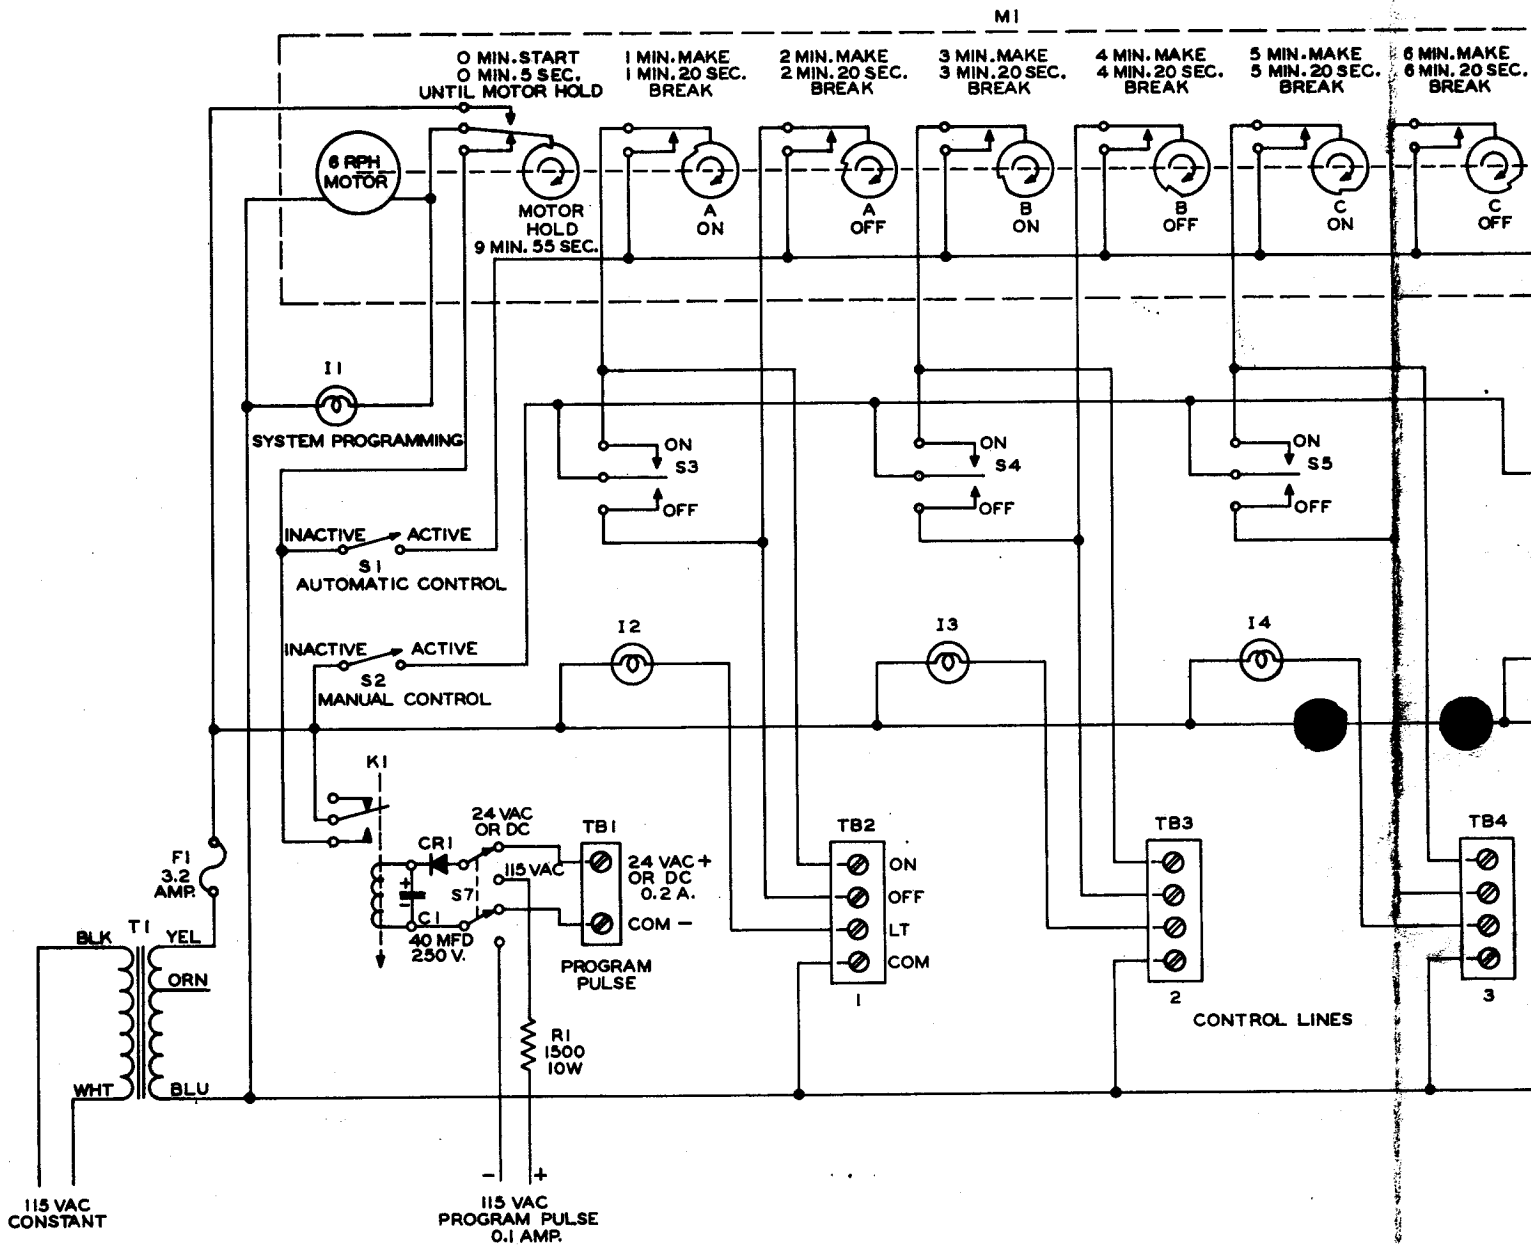 M1
0 MIN. START
0 MIN. 5 SEC.
UNTIL MOTOR HOLD
1 MIN. MAKE
1 MIN. 20 SEC.
BREAK
2 MIN. MAKE
2 MIN. 20 SEC.
BREAK
3 MIN. MAKE
3 MIN. 20 SEC.
BREAK
4 MIN. MAKE
4 MIN. 20 SEC.
BREAK
5 MIN. MAKE
5 MIN. 20 SEC.
BREAK
6 MIN. MAKE
6 MIN. 20 SEC.
BREAK
6 RPH
MOTOR
MOTOR
HOLD
9 MIN. 55 SEC.
A
ON
A
OFF
B
ON
B
OFF
C
ON
C
OFF
I1
SYSTEM PROGRAMMING
ON
S3
OFF
ON
S4
OFF
ON
S5
OFF
INACTIVE
ACTIVE
S1
AUTOMATIC CONTROL
INACTIVE
ACTIVE
S2
MANUAL CONTROL
I2
I3
I4
K1
24 VAC
OR DC
CR1
115 VAC
S7
+
-
C1
40 MFD
250 V.
TB1
24 VAC +
OR DC
0.2 A.
COM -
PROGRAM
PULSE
TB2
ON
OFF
LT
COM
1
TB3
2
TB4
3
CONTROL LINES
F1
3.2
AMP.
T1
BLK
YEL
ORN
WHT
BLU
R1
1500
10W
- +
115 VAC
PROGRAM PULSE
0.1 AMP.
115 VAC
CONSTANT